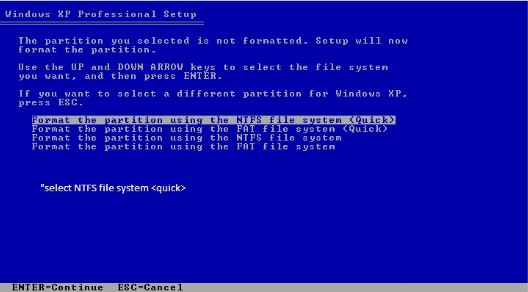 Windows XP Professional Setup
The partition you selected is not formatted. Setup will now
format the partition.
Use the UP and DOWN ARROW keys to select the file system
you want, and then press ENTER.
If you want to select a different partition for Windows XP,
press ESC.
Format the partition using the NTFS file system (Quick)
Format the partition using the FAT file system (Quick)
Format the partition using the NTFS file system
Format the partition using the FAT file system
"select NTFS file system <quick>
ENTER=Continue ESC=Cancel